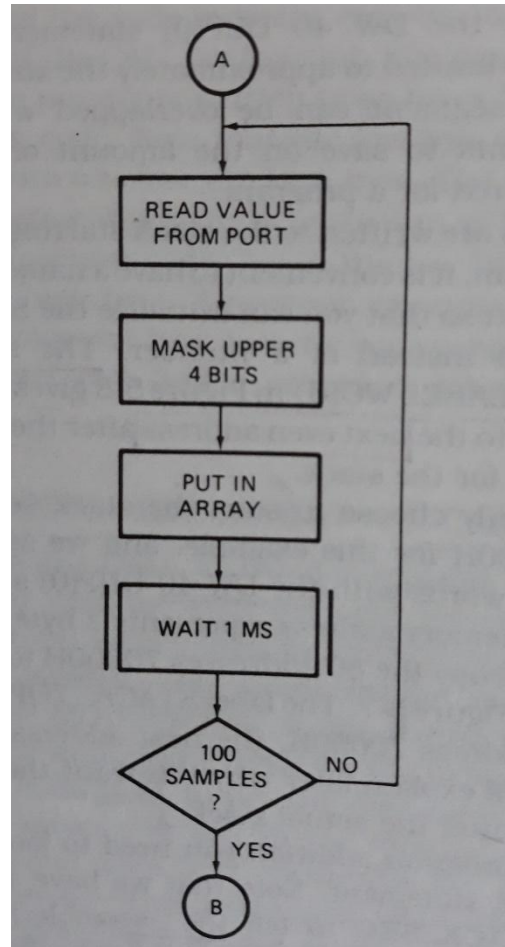 A
READ VALUE
FROM PORT
MASK UPPER
4 BITS
PUT IN
ARRAY
WAIT 1 MS
100
SAMPLES
?
NO
YES
B